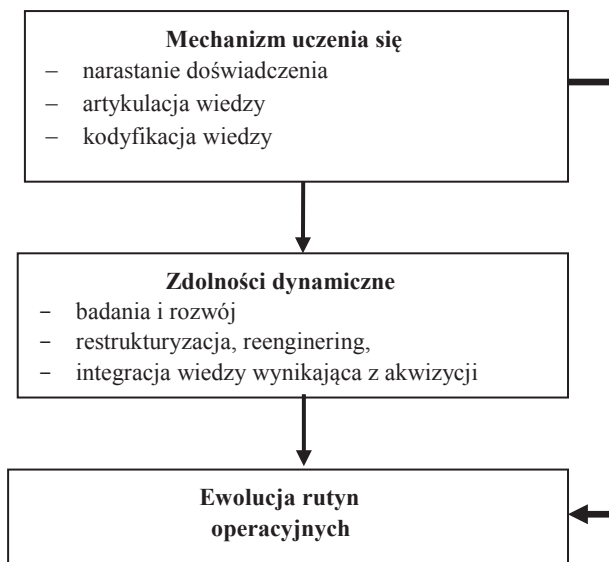 Mechanizm uczenia się
– narastanie doświadczenia
– artykulacja wiedzy
– kodyfikacja wiedzy
Zdolności dynamiczne
- badania i rozwój
- restrukturyzacja, reenginering,
- integracja wiedzy wynikająca z akwizycji
Ewolucja rutyn
operacyjnych